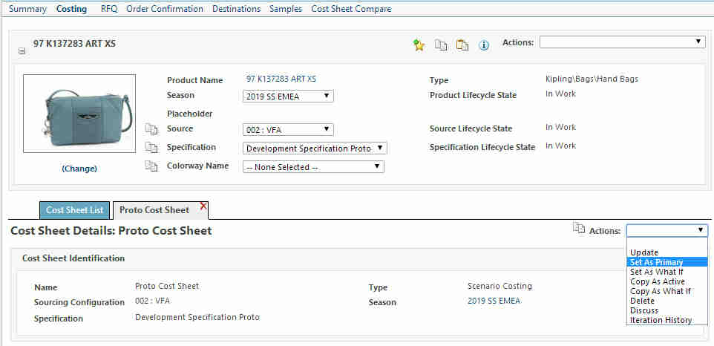 Summary Costing RFQ Order Confirmation Destinations Samples Cost Sheet Compare
97 K137283 ART XS Actions:
Product Name 97 K137283 ART XS Type Kipling\Bags\Hand Bags
Season 2019 SS EMEA Product Lifecycle State In Work
Placeholder
Source 002 : VFA Source Lifecycle State In Work
Specification Development Specification Proto Specification Lifecycle State In Work
(Change) Colorway Name -- None Selected --
Cost Sheet List Proto Cost Sheet X
Cost Sheet Details: Proto Cost Sheet Actions:
Update
Set As Primary
Set As What If
Copy As Active
Copy As What If
Delete
Discuss
Iteration History
Cost Sheet Identification
Name Proto Cost Sheet Type Scenario Costing
Sourcing Configuration 002 : VFA Season 2019 SS EMEA
Specification Development Specification Proto